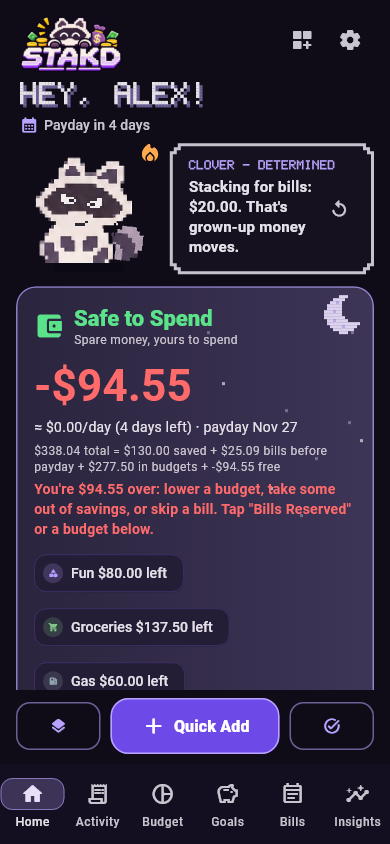 STAKD
HEY, ALEX!
Payday in 4 days
CLOVER - DETERMINED
Stacking for bills:
$20.00. That's
grown-up money
moves.
Safe to Spend
Spare money, yours to spend
-$94.55
≈ $0.00/day (4 days left) · payday Nov 27
$338.04 total = $130.00 saved + $25.09 bills before
payday + $277.50 in budgets + -$94.55 free
You're $94.55 over: lower a budget, take some
out of savings, or skip a bill. Tap "Bills Reserved"
or a budget below.
Fun $80.00 left
Groceries $137.50 left
Gas $60.00 left
Quick Add
Home
Activity
Budget
Goals
Bills
Insights